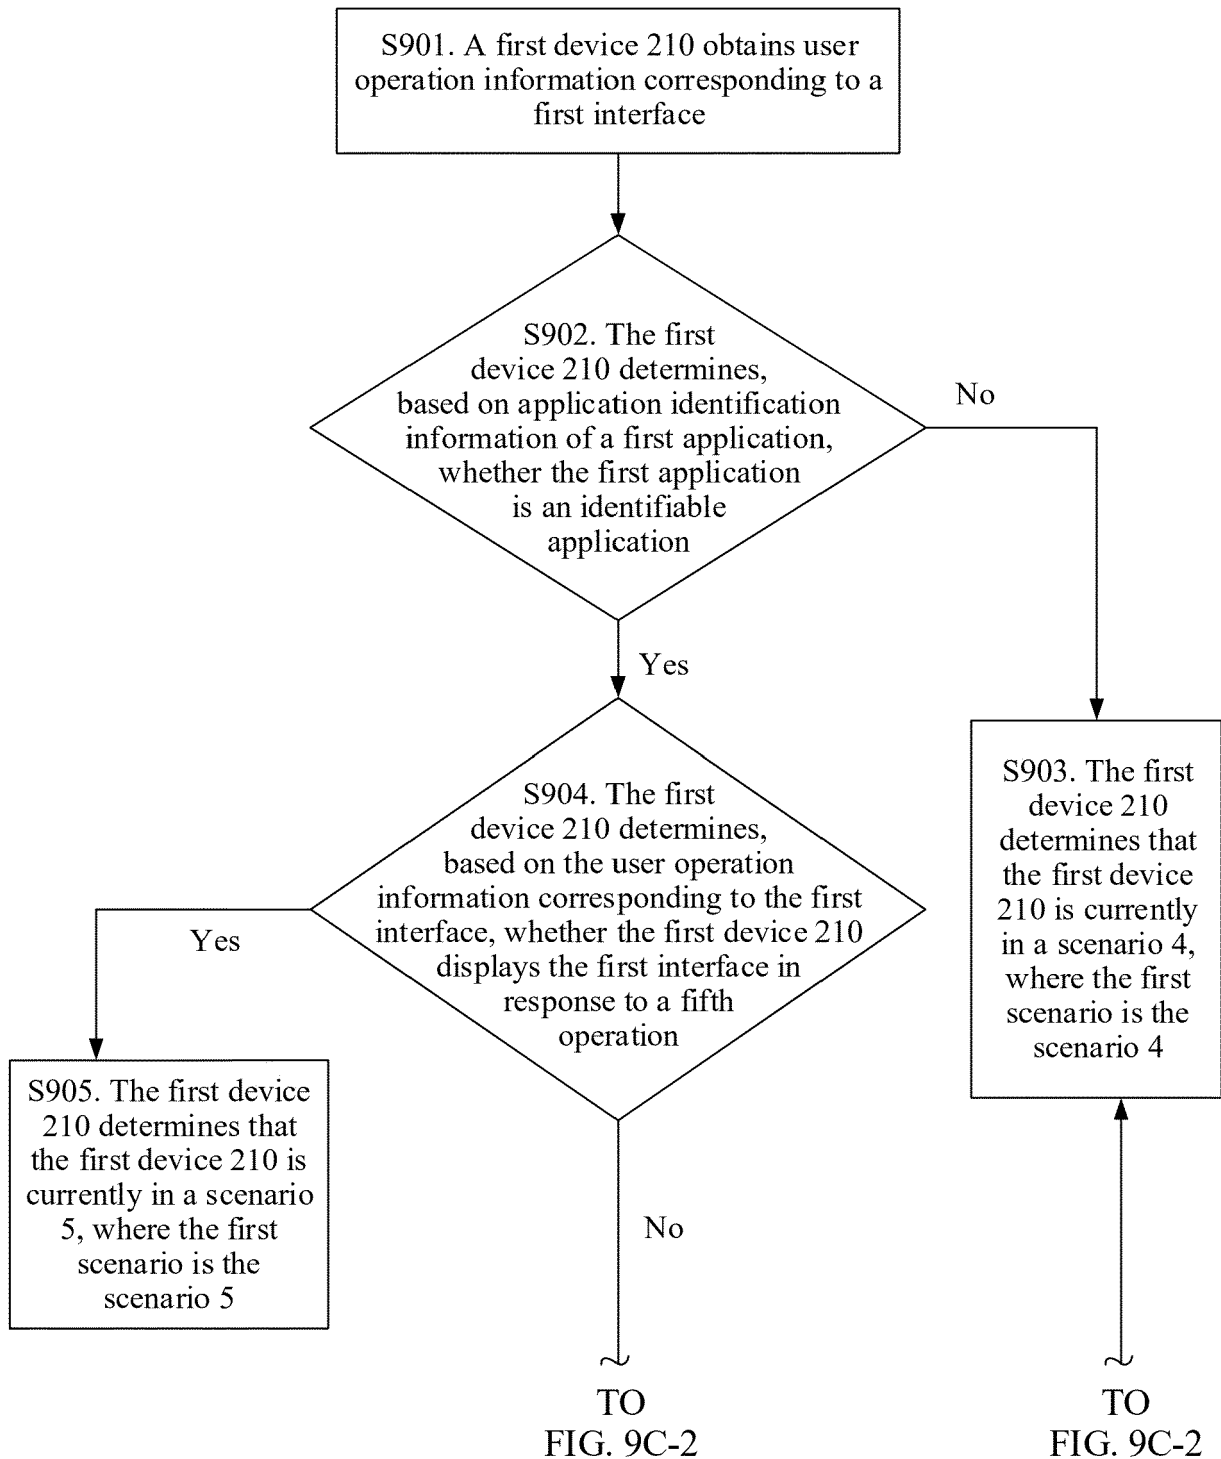 S901. A first device 210 obtains user
operation information corresponding to a
first interface
S902. The first
device 210 determines,
based on application identification
information of a first application,
whether the first application
is an identifiable
application
No
Yes
S903. The first
device 210
determines that
the first device
210 is currently
in a scenario 4,
where the first
scenario is the
scenario 4
S904. The first
device 210 determines,
based on the user operation
information corresponding to the first
interface, whether the first device 210
displays the first interface in
response to a fifth
operation
Yes
S905. The first device
210 determines that
the first device 210 is
currently in a scenario
5, where the first
scenario is the
scenario 5
No
TO
FIG. 9C-2
TO
FIG. 9C-2